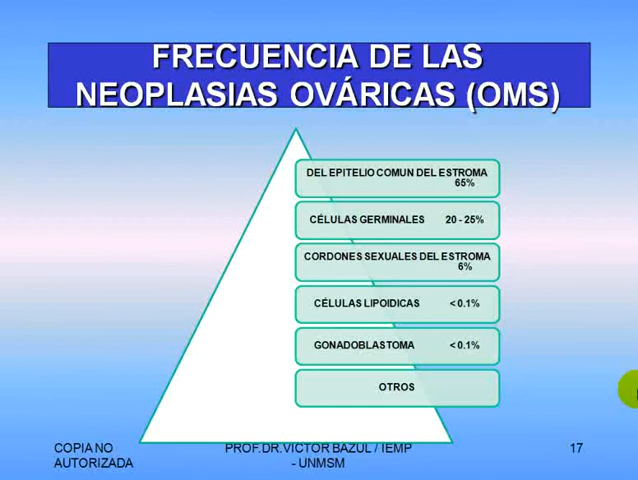 FRECUENCIA DE LAS
NEOPLASIAS OVÁRICAS (OMS)
DEL EPITELIO COMUN DEL ESTROMA
65%
CÉLULAS GERMINALES 20 - 25%
CORDONES SEXUALES DEL ESTROMA
6%
CÉLULAS LIPOIDICAS < 0.1%
GONADOBLASTOMA < 0.1%
OTROS
COPIA NO
AUTORIZADA
PROF.DR.VICTOR BAZUL / IEMP
- UNMSM
17